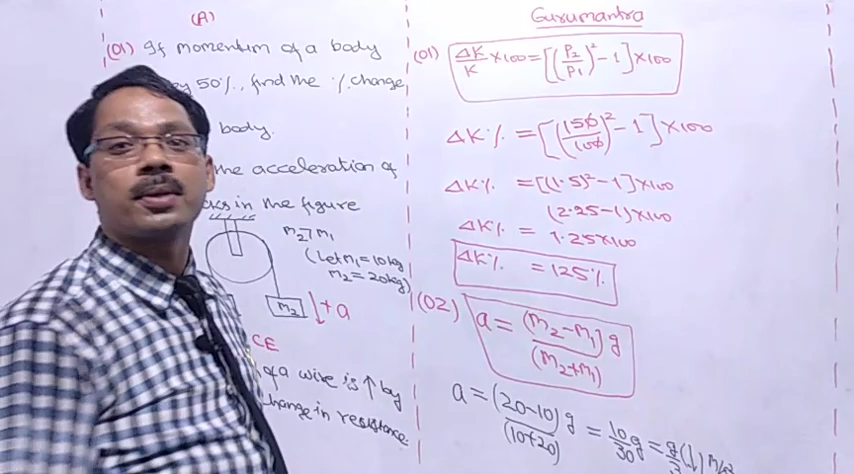 (A)
(01) If momentum of a body
by 50%., find the %. change
body.
me acceleration of
cks in the figure
m₂>m₁
(Let m₁=10kg
m₂=20kg)
m₂ ↓+a
CE
of a wire is ↑ by
change in resistance.
Gurumantra
(01) ΔK/K ×100=[(P₂/P₁)²-1]×100
ΔK%. =[(150/100)²-1]×100
ΔK%. =[(1.5)²-1]×100
(2.25-1)×100
ΔK%. = 1.25×100
ΔK%. =125%.
(02) a= (m₂-m₁)g/(m₂+m₁)
a= (20-10)g/(10+20) = 10g/30 = g/3(↓) m/s²